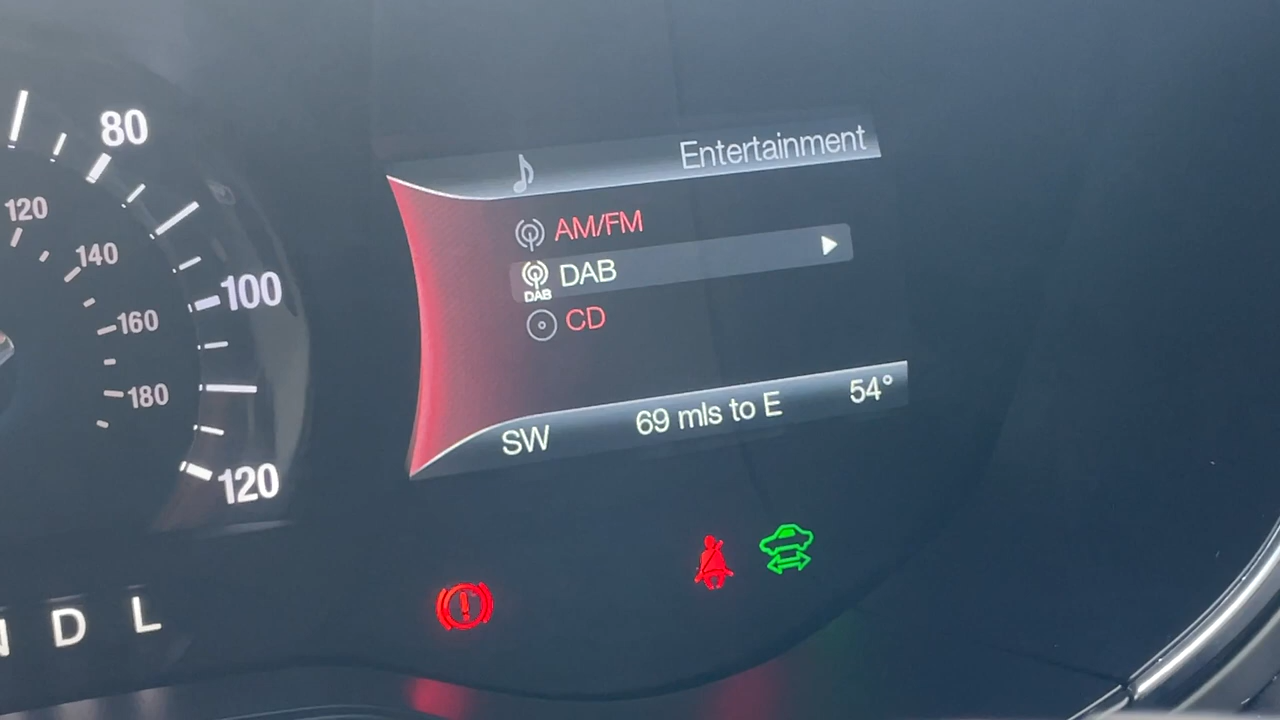 80
120
140
100
160
180
120
Entertainment
AM/FM
DAB
DAB
CD
SW 69 mls to E 54°
D L